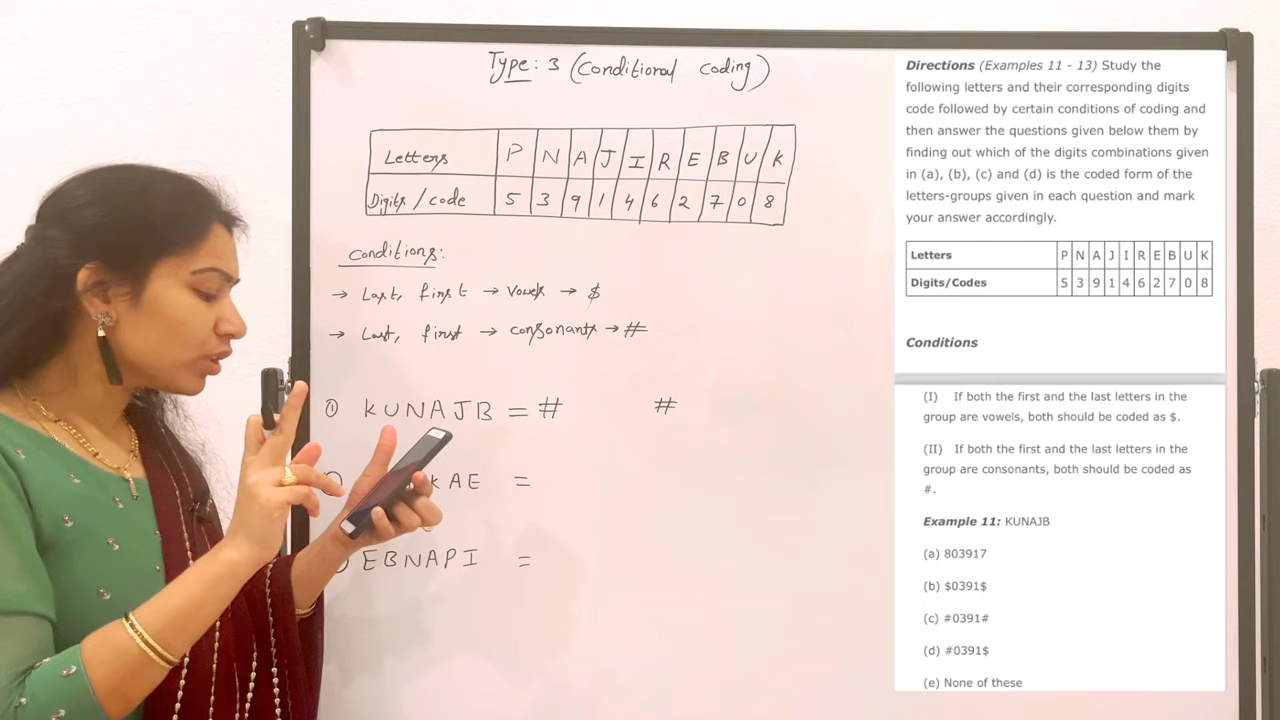 Type: 3 (Conditional coding)
Letters P N A J I R E B U K
Digits / code 5 3 9 1 4 6 2 7 0 8
Conditions:
→ Last, first → vowels → $
→ Last, first → consonants → #
① KUNAJB = # #
KAE =
EBNAPI =
Directions (Examples 11 - 13) Study the
following letters and their corresponding digits
code followed by certain conditions of coding and
then answer the questions given below them by
finding out which of the digits combinations given
in (a), (b), (c) and (d) is the coded form of the
letters-groups given in each question and mark
your answer accordingly.
Letters P N A J I R E B U K
Digits/Codes 5 3 9 1 4 6 2 7 0 8
Conditions
(I) If both the first and the last letters in the
group are vowels, both should be coded as $.
(II) If both the first and the last letters in the
group are consonants, both should be coded as
#.
Example 11: KUNAJB
(a) 803917
(b) $0391$
(c) #0391#
(d) #0391$
(e) None of these